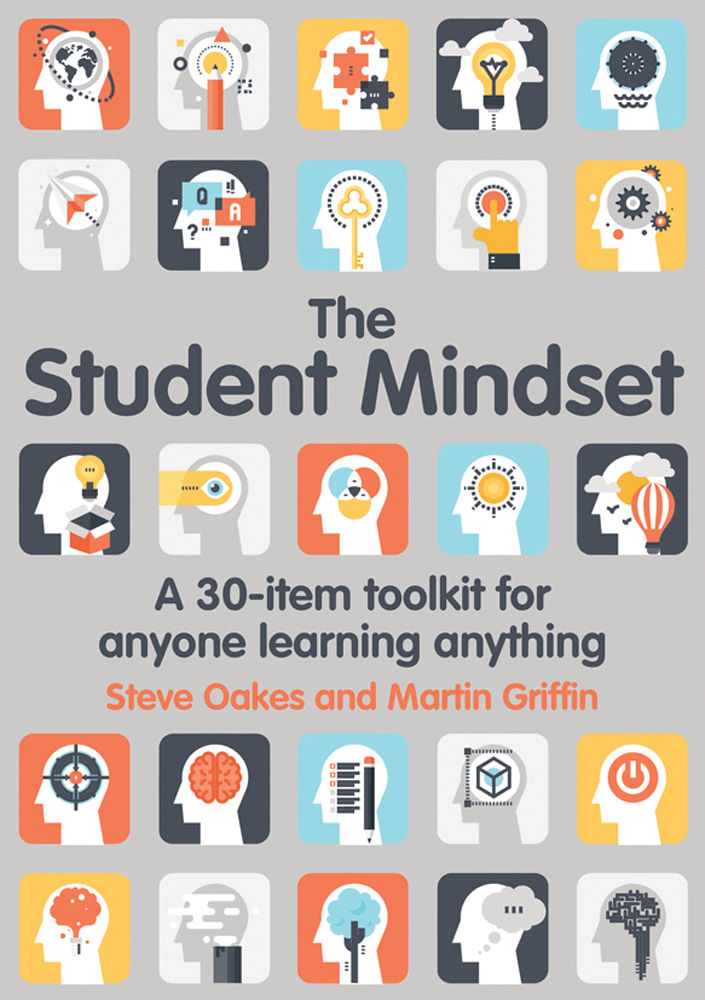 Q
A
?
The
Student Mindset
A 30-item toolkit for
anyone learning anything
Steve Oakes and Martin Griffin